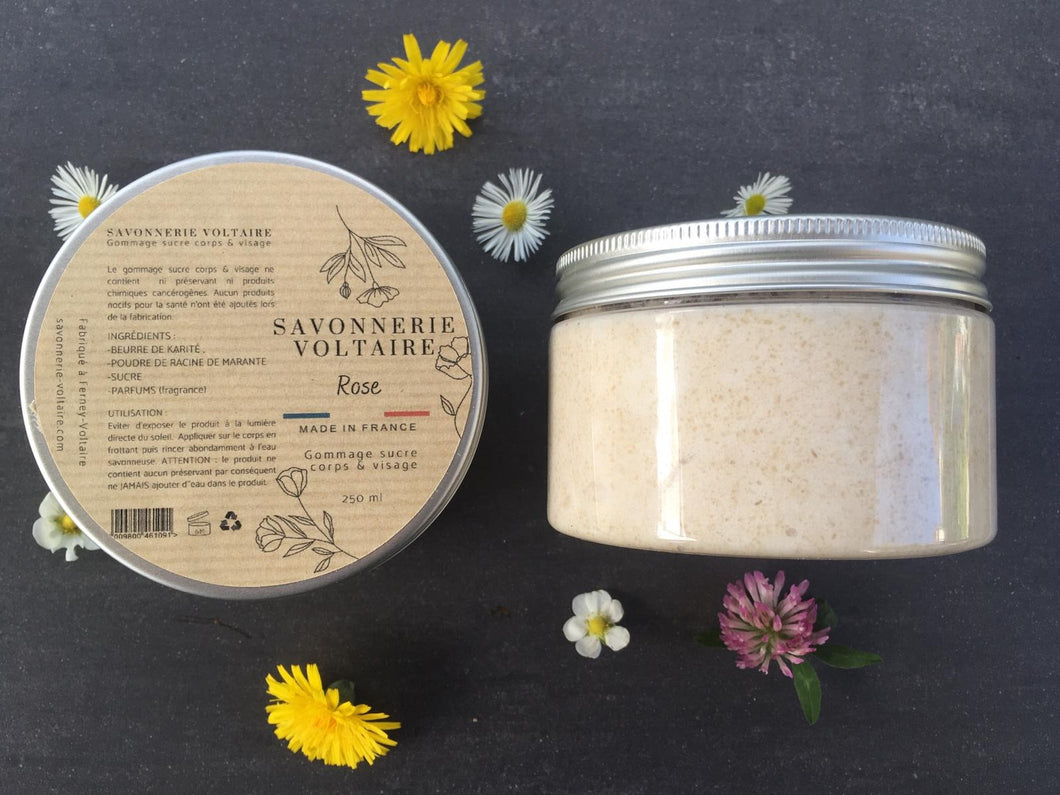 SAVONNERIE VOLTAIRE
Gommage sucre corps & visage
Le gommage sucre corps & visage ne
contient ni préservant ni produits
chimiques cancérogènes. Aucun produits
nocifs pour la santé n'ont été ajoutés lors
de la fabrication.
INGRÉDIENTS :
-BEURRE DE KARITÉ .
-POUDRE DE RACINE DE MARANTE
-SUCRE
-PARFUMS (fragrance)
UTILISATION :
Eviter d'exposer le produit à la lumière
directe du soleil. Appliquer sur le corps en
frottant puis rincer abondamment à l'eau
savonneuse. ATTENTION : le produit ne
contient aucun préservant par conséquent
ne JAMAIS ajouter d'eau dans le produit.
009800 461091>
6M
Fabriqué à Ferney-Voltaire
savonnerie-voltaire.com
SAVONNERIE
VOLTAIRE
Rose
MADE IN FRANCE
Gommage sucre
corps & visage
250 ml